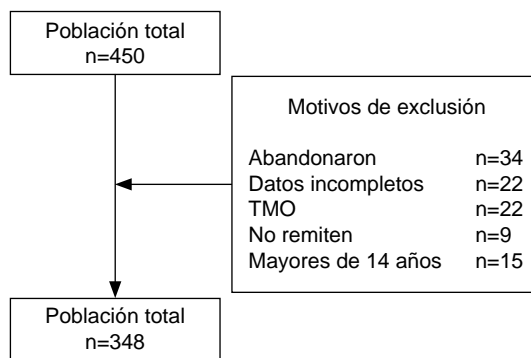 Población total
n=450
Motivos de exclusión
Abandonaron n=34
Datos incompletos n=22
TMO n=22
No remiten n=9
Mayores de 14 años n=15
Población total
n=348